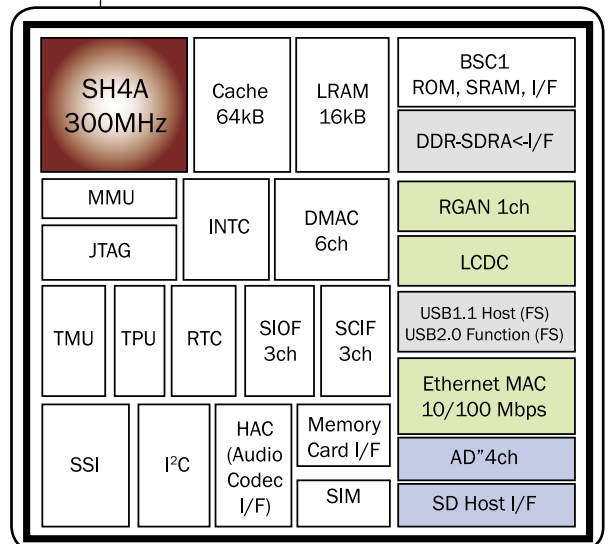 SH4A
300MHz
Cache
64kB
LRAM
16kB
BSC1
ROM, SRAM, I/F
DDR-SDRA<-I/F
MMU
JTAG
INTC
DMAC
6ch
RGAN 1ch
LCDC
TMU
TPU
RTC
SIOF
3ch
SCIF
3ch
USB1.1 Host (FS)
USB2.0 Function (FS)
Ethernet MAC
10/100 Mbps
SSI
I²C
HAC
(Audio
Codec
I/F)
Memory
Card I/F
SIM
AD”4ch
SD Host I/F